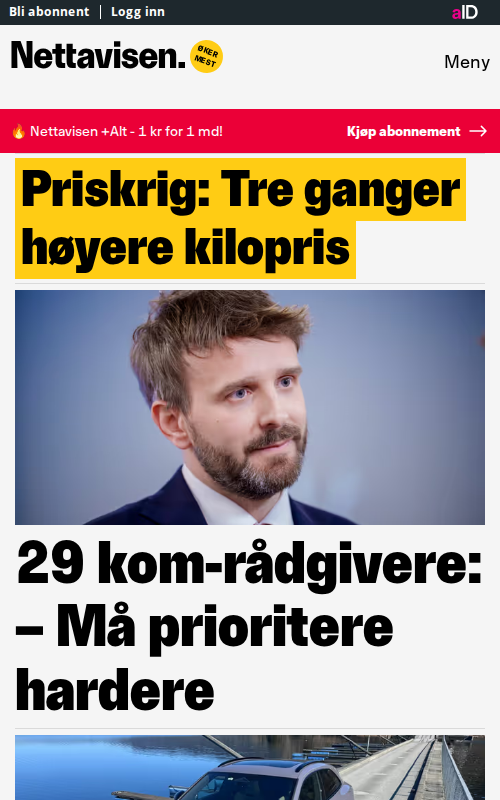 Bli abonnent | Logg inn
aID
Nettavisen.
ØKER
MEST
Meny
🔥 Nettavisen +Alt - 1 kr for 1 md!
Kjøp abonnement →
Priskrig: Tre ganger
høyere kilopris
29 kom-rådgivere:
– Må prioritere
hardere